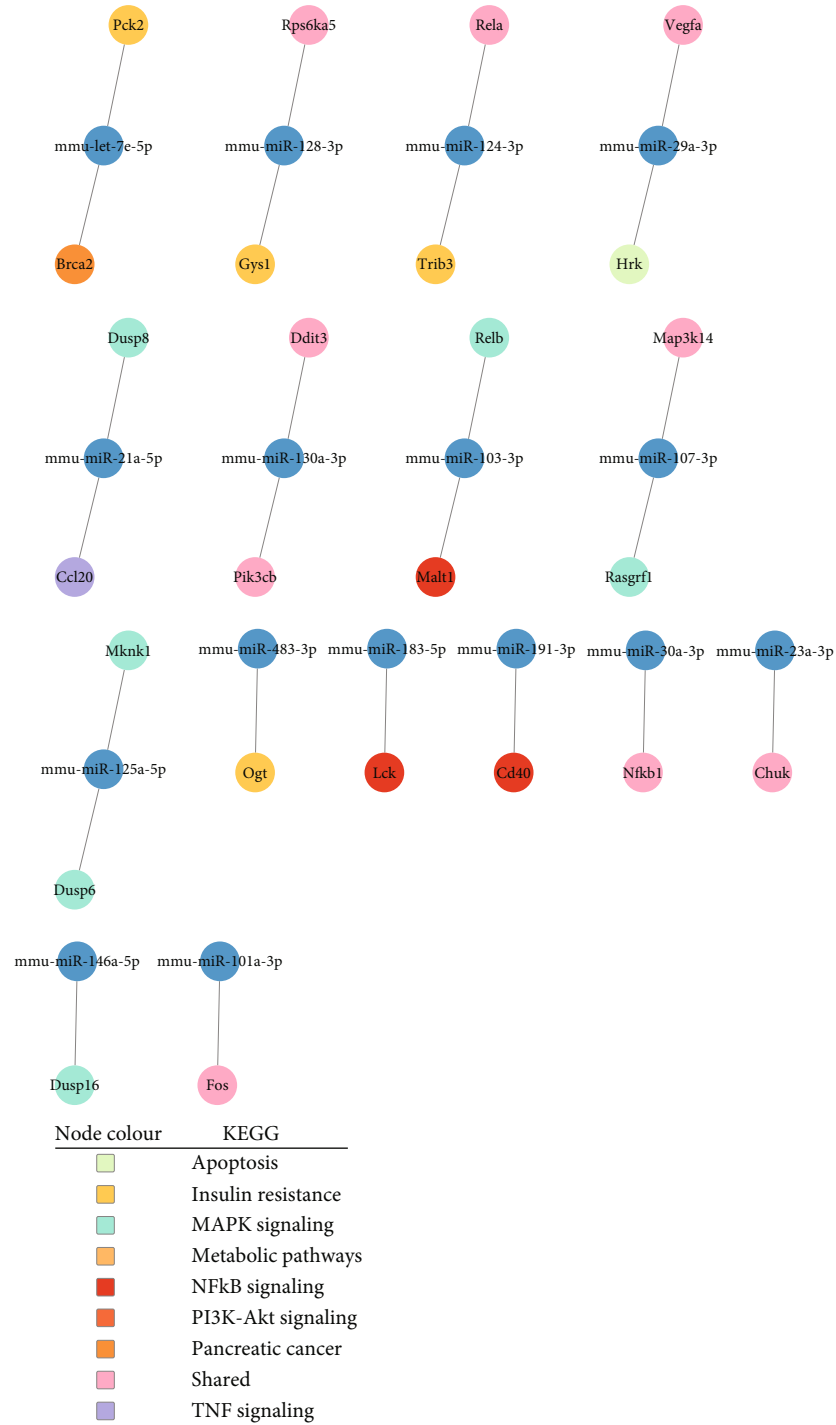 Pck2 Rps6ka5 Rela Vegfa
mmu-let-7e-5p mmu-miR-128-3p mmu-miR-124-3p mmu-miR-29a-3p
Brca2 Gys1 Trib3 Hrk
Dusp8 Ddit3 Relb Map3k14
mmu-miR-21a-5p mmu-miR-130a-3p mmu-miR-103-3p mmu-miR-107-3p
Ccl20 Pik3cb Malt1 Rasgrf1
Mknk1 mmu-miR-483-3p mmu-miR-183-5p mmu-miR-191-3p mmu-miR-30a-3p mmu-miR-23a-3p
mmu-miR-125a-5p Ogt Lck Cd40 Nfkb1 Chuk
Dusp6
mmu-miR-146a-5p mmu-miR-101a-3p
Dusp16 Fos
Node colour KEGG
Apoptosis
Insulin resistance
MAPK signaling
Metabolic pathways
NFkB signaling
PI3K-Akt signaling
Pancreatic cancer
Shared
TNF signaling